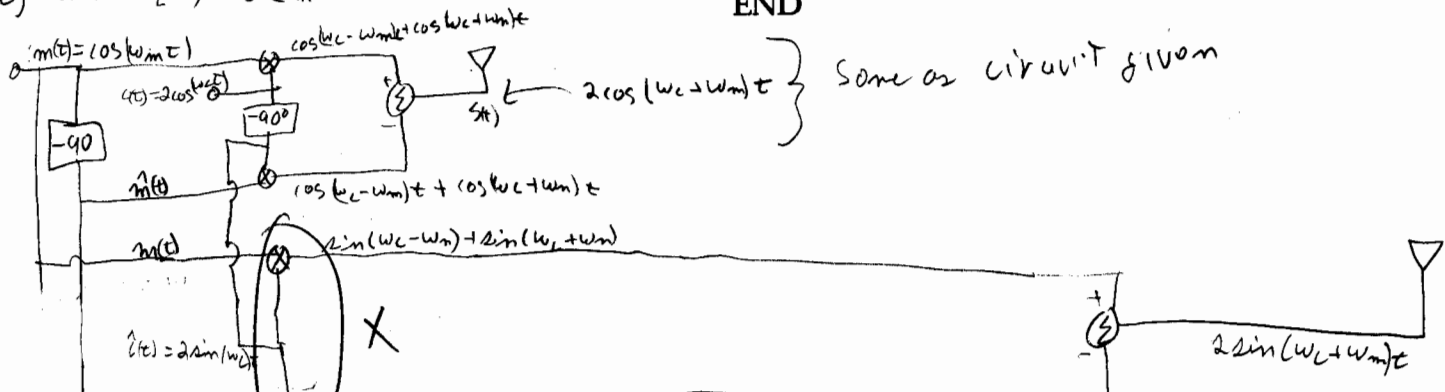 END
m(t) = cos(ωmt)
cos(ωc-ωm)t + cos(ωc+ωm)t
c(t) = 2cos(ωct)
+
Σ
-
S(t)
2cos(ωc+ωm)t
Same as circuit given
-90°
-90
m̂(t)
cos(ωc-ωm)t + cos(ωc+ωm)t
m(t)
sin(ωc-ωm)+sin(ωc+ωm)
X
ĉ(t) = 2sin(ωc)t
+
Σ
-
2sin(ωc+ωm)t